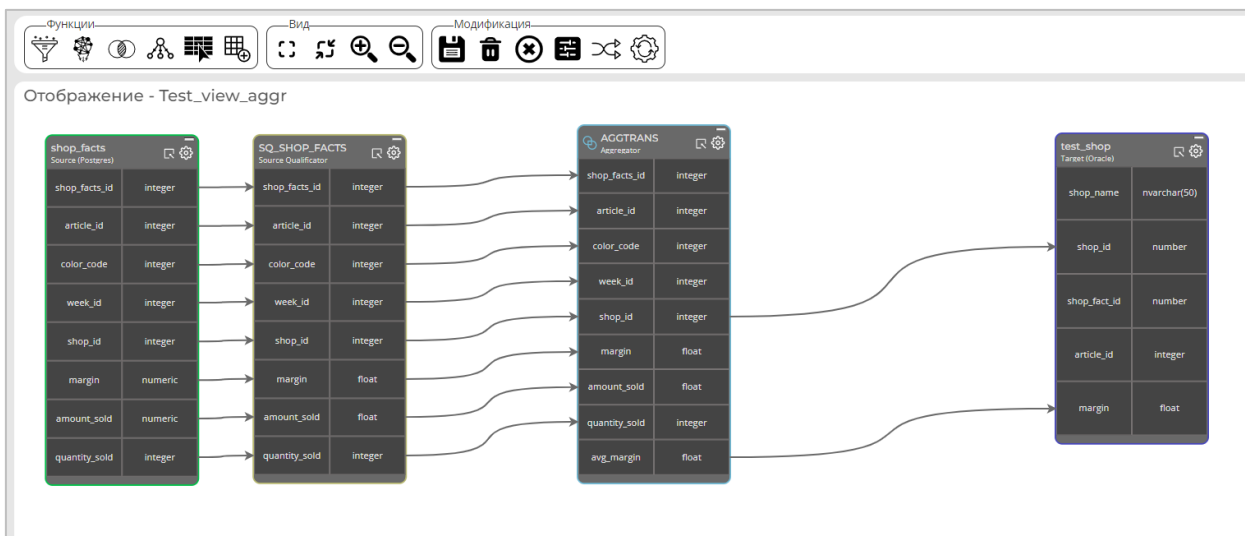 Функции
Вид
Модификация
Отображение - Test_view_aggr
shop_facts
Source (Postgres)
shop_facts_id integer
article_id integer
color_code integer
week_id integer
shop_id integer
margin numeric
amount_sold numeric
quantity_sold integer
SQ_SHOP_FACTS
Source Qualificator
shop_facts_id integer
article_id integer
color_code integer
week_id integer
shop_id integer
margin float
amount_sold float
quantity_sold integer
AGGTRANS
Aggregator
shop_facts_id integer
article_id integer
color_code integer
week_id integer
shop_id integer
margin float
amount_sold float
quantity_sold integer
avg_margin float
test_shop
Target (Oracle)
shop_name nvarchar(50)
shop_id number
shop_fact_id number
article_id integer
margin float